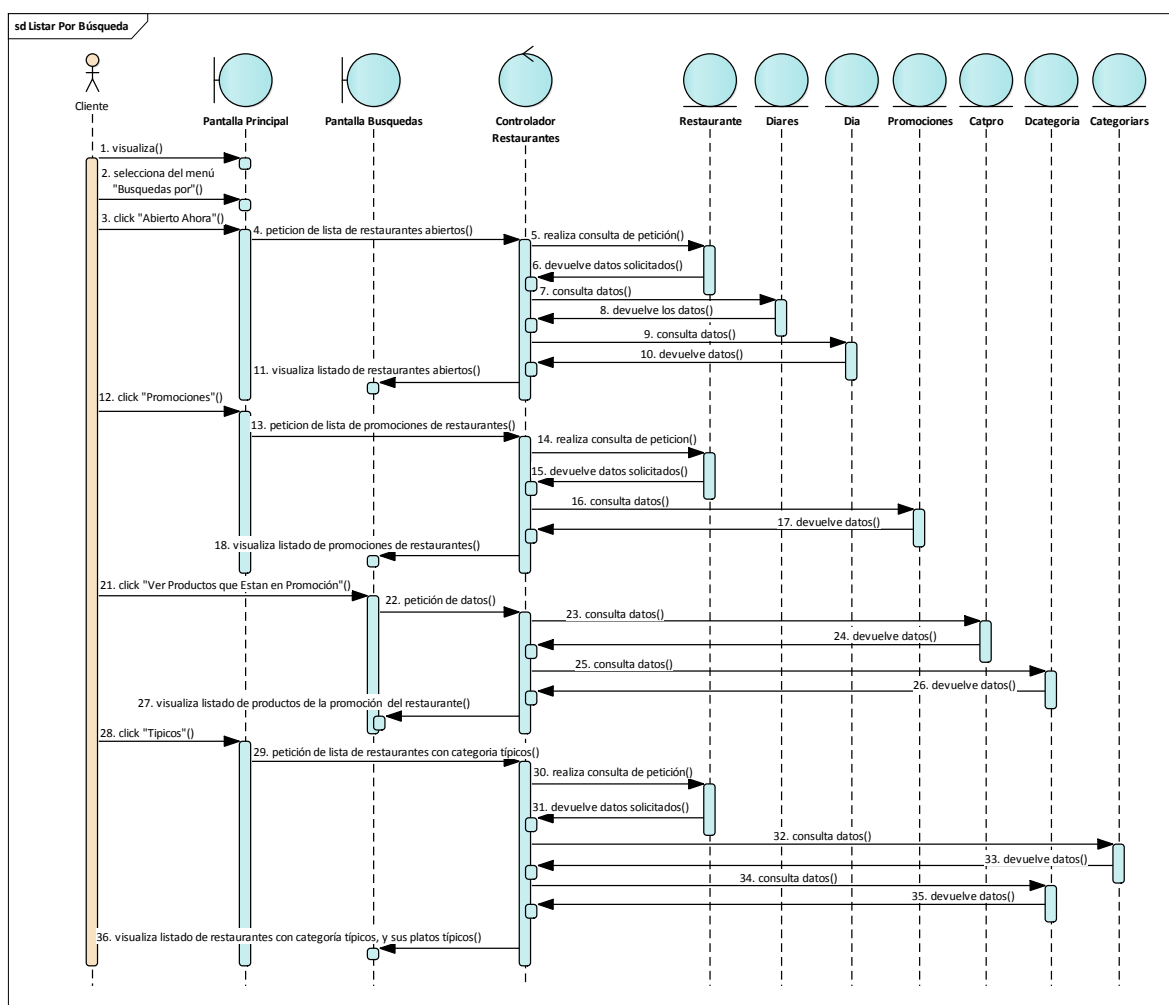 sd Listar Por Búsqueda
Cliente
Pantalla Principal
Pantalla Busquedas
Controlador
Restaurantes
Restaurante
Diares
Dia
Promociones
Catpro
Dcategoria
Categoriars
1. visualiza()
2. selecciona del menú
"Busquedas por"()
3. click "Abierto Ahora"()
4. peticion de lista de restaurantes abiertos()
5. realiza consulta de petición()
6. devuelve datos solicitados()
7. consulta datos()
8. devuelve los datos()
9. consulta datos()
10. devuelve datos()
11. visualiza listado de restaurantes abiertos()
12. click "Promociones"()
13. peticion de lista de promociones de restaurantes()
14. realiza consulta de peticion()
15. devuelve datos solicitados()
16. consulta datos()
17. devuelve datos()
18. visualiza listado de promociones de restaurantes()
21. click "Ver Productos que Estan en Promoción"()
22. petición de datos()
23. consulta datos()
24. devuelve datos()
25. consulta datos()
26. devuelve datos()
27. visualiza listado de productos de la promoción del restaurante()
28. click "Tipicos"()
29. petición de lista de restaurantes con categoria típicos()
30. realiza consulta de petición()
31. devuelve datos solicitados()
32. consulta datos()
33. devuelve datos()
34. consulta datos()
35. devuelve datos()
36. visualiza listado de restaurantes con categoría típicos, y sus platos típicos()